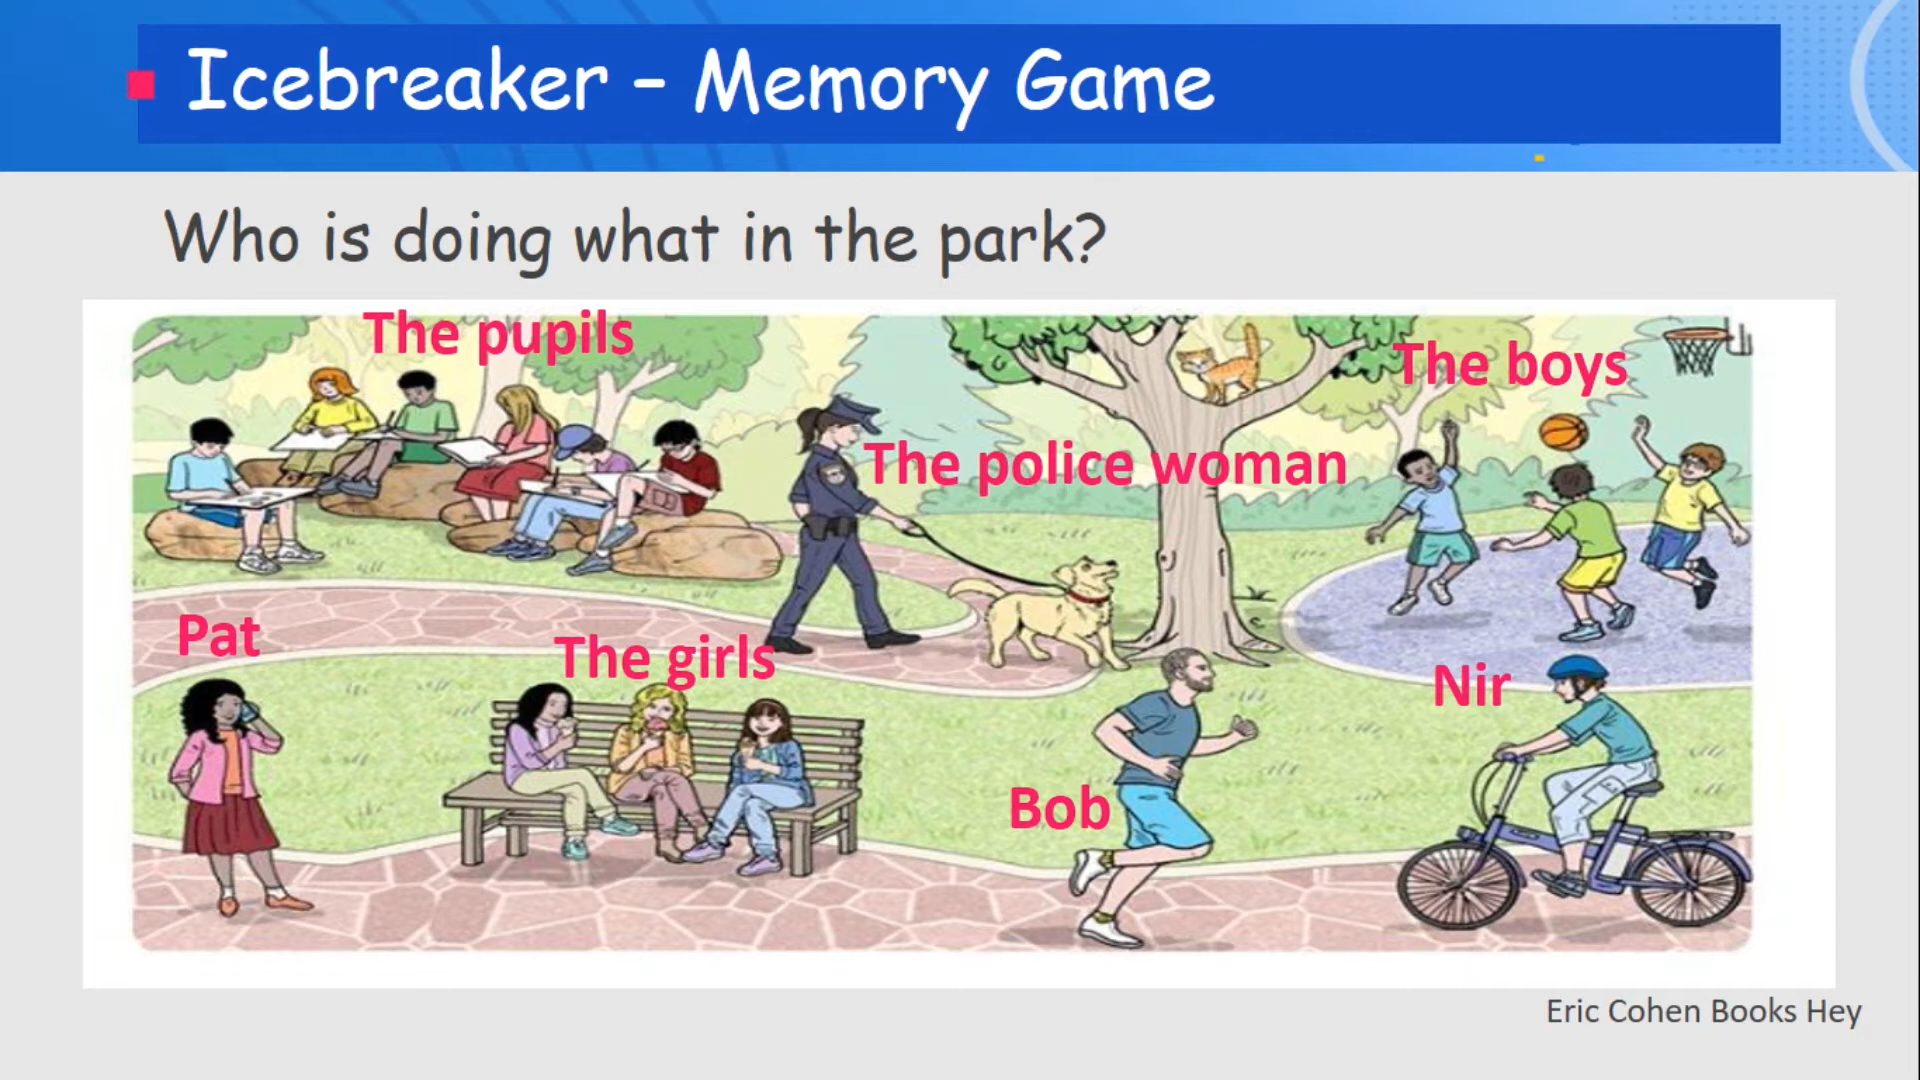 Icebreaker – Memory Game
Who is doing what in the park?
The pupils
The boys
The police woman
Pat
The girls
Nir
Bob
Eric Cohen Books Hey